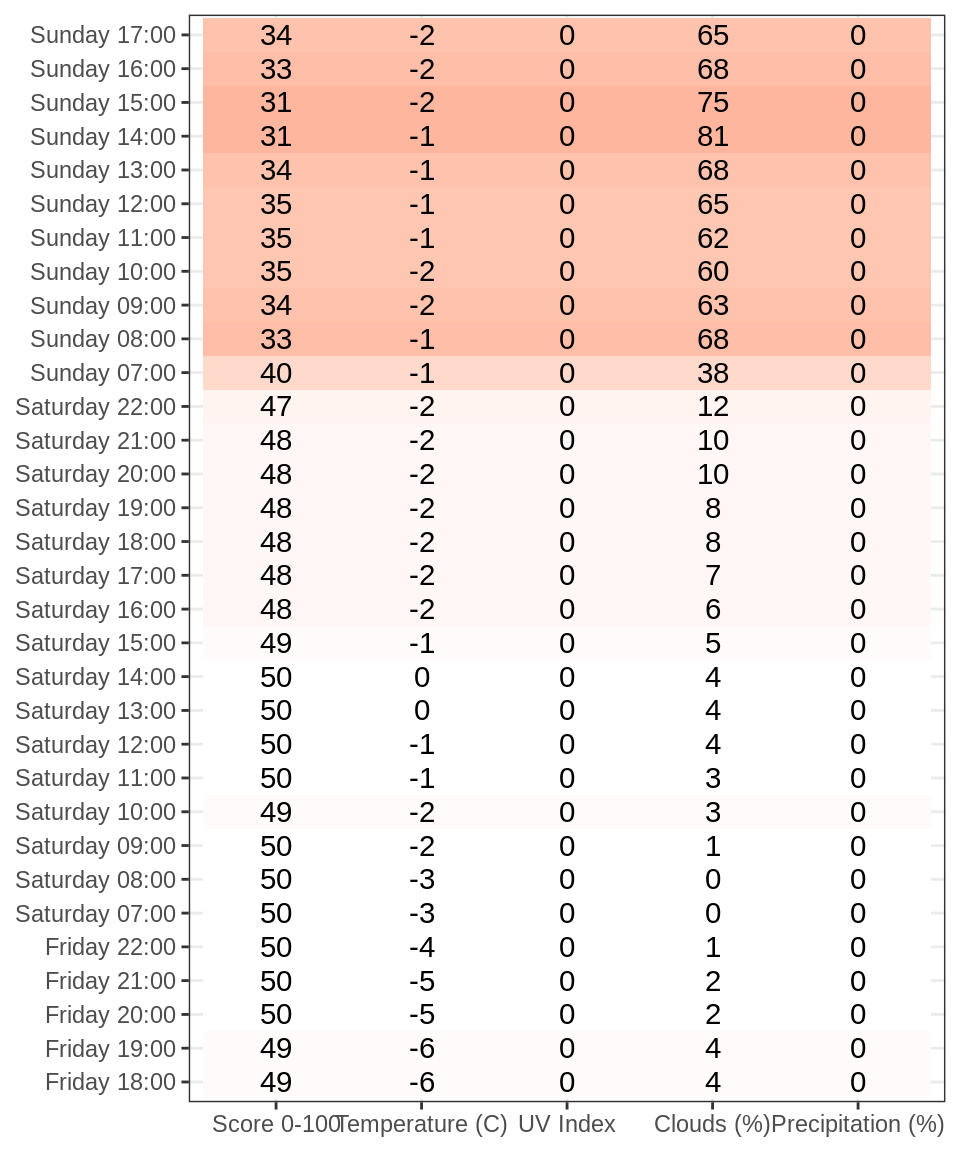 Sunday 17:00 34 -2 0 65 0
Sunday 16:00 33 -2 0 68 0
Sunday 15:00 31 -2 0 75 0
Sunday 14:00 31 -1 0 81 0
Sunday 13:00 34 -1 0 68 0
Sunday 12:00 35 -1 0 65 0
Sunday 11:00 35 -1 0 62 0
Sunday 10:00 35 -2 0 60 0
Sunday 09:00 34 -2 0 63 0
Sunday 08:00 33 -1 0 68 0
Sunday 07:00 40 -1 0 38 0
Saturday 22:00 47 -2 0 12 0
Saturday 21:00 48 -2 0 10 0
Saturday 20:00 48 -2 0 10 0
Saturday 19:00 48 -2 0 8 0
Saturday 18:00 48 -2 0 8 0
Saturday 17:00 48 -2 0 7 0
Saturday 16:00 48 -2 0 6 0
Saturday 15:00 49 -1 0 5 0
Saturday 14:00 50 0 0 4 0
Saturday 13:00 50 0 0 4 0
Saturday 12:00 50 -1 0 4 0
Saturday 11:00 50 -1 0 3 0
Saturday 10:00 49 -2 0 3 0
Saturday 09:00 50 -2 0 1 0
Saturday 08:00 50 -3 0 0 0
Saturday 07:00 50 -3 0 0 0
Friday 22:00 50 -4 0 1 0
Friday 21:00 50 -5 0 2 0
Friday 20:00 50 -5 0 2 0
Friday 19:00 49 -6 0 4 0
Friday 18:00 49 -6 0 4 0
Score 0-100 Temperature (C) UV Index Clouds (%) Precipitation (%)